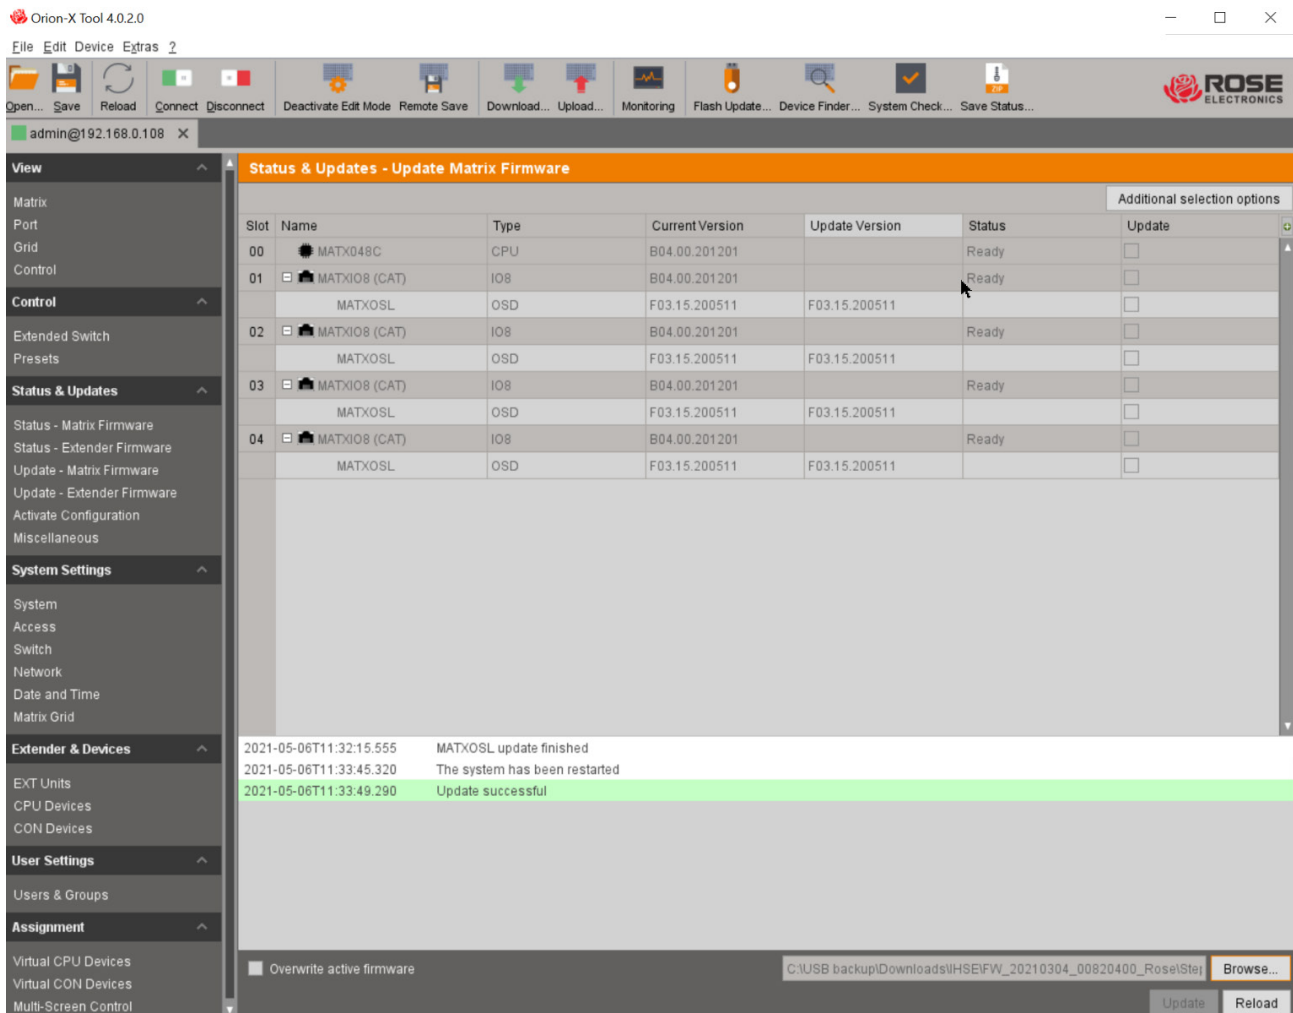 Orion-X Tool 4.0.2.0
File Edit Device Extras ?
Open... Save Reload Connect Disconnect Deactivate Edit Mode Remote Save Download... Upload... Monitoring Flash Update... Device Finder... System Check... ZIP Save Status... ROSE ELECTRONICS
admin@192.168.0.108
View
Matrix
Port
Grid
Control
Control
Extended Switch
Presets
Status & Updates
Status - Matrix Firmware
Status - Extender Firmware
Update - Matrix Firmware
Update - Extender Firmware
Activate Configuration
Miscellaneous
System Settings
System
Access
Switch
Network
Date and Time
Matrix Grid
Extender & Devices
EXT Units
CPU Devices
CON Devices
User Settings
Users & Groups
Assignment
Virtual CPU Devices
Virtual CON Devices
Multi-Screen Control
Status & Updates - Update Matrix Firmware
Additional selection options
Slot Name Type Current Version Update Version Status Update
00 MATX048C CPU B04.00.201201 Ready
01 MATXIO8 (CAT) IO8 B04.00.201201 Ready
MATXOSL OSD F03.15.200511 F03.15.200511
02 MATXIO8 (CAT) IO8 B04.00.201201 Ready
MATXOSL OSD F03.15.200511 F03.15.200511
03 MATXIO8 (CAT) IO8 B04.00.201201 Ready
MATXOSL OSD F03.15.200511 F03.15.200511
04 MATXIO8 (CAT) IO8 B04.00.201201 Ready
MATXOSL OSD F03.15.200511 F03.15.200511
2021-05-06T11:32:15.555 MATXOSL update finished
2021-05-06T11:33:45.320 The system has been restarted
2021-05-06T11:33:49.290 Update successful
Overwrite active firmware C:\USB backup\Downloads\IHSE\FW_20210304_00820400_Rose\Ste Browse...
Update Reload